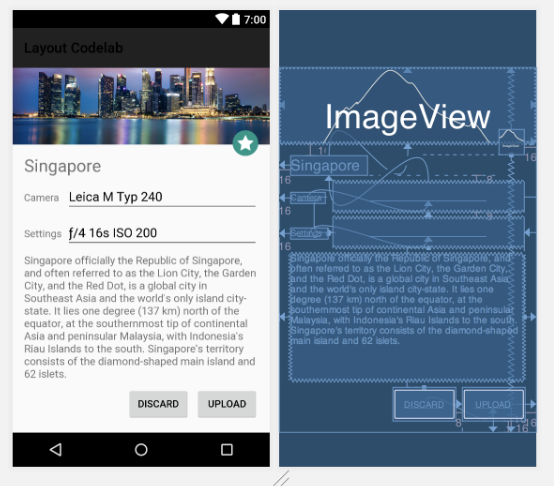 7:00
Layout Codelab
Singapore
Camera Leica M Typ 240
Settings f/4 16s ISO 200
Singapore officially the Republic of Singapore,
and often referred to as the Lion City, the Garden
City, and the Red Dot, is a global city in
Southeast Asia and the world's only island city-
state. It lies one degree (137 km) north of the
equator, at the southernmost tip of continental
Asia and peninsular Malaysia, with Indonesia's
Riau Islands to the south. Singapore's territory
consists of the diamond-shaped main island and
62 islets.
DISCARD UPLOAD
ImageView
16
16 Singapore
8
16 Camera
8
16 Settings
Singapore officially the Republic of Singapore, and
often referred to as the Lion City, the Garden City,
and the Red Dot, is a global city in Southeast Asia
and the world's only island city-state. It lies one
degree (137 km) north of the equator, at the
southernmost tip of continental Asia and peninsular
Malaysia, with Indonesia's Riau Islands to the south.
Singapore's territory consists of the diamond-shaped
main island and 62 islets.
DISCARD UPLOAD
8 16
16